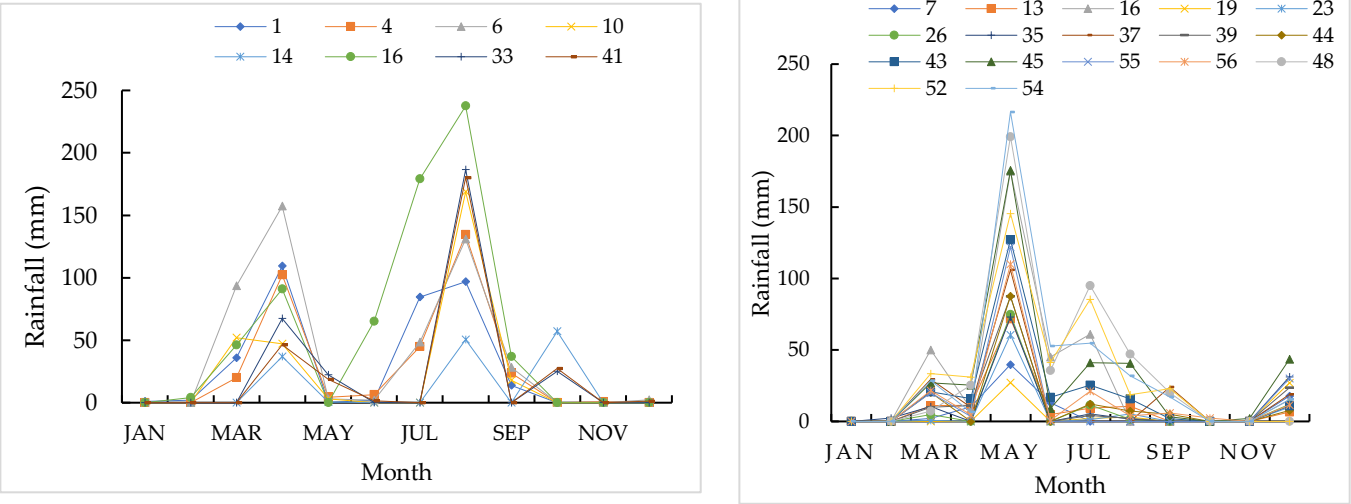 1 4 6 10
14 16 33 41
250
200
150
100
50
0
Rainfall (mm)
JAN MAR MAY JUL SEP NOV
Month
7 13 16 19 23
26 35 37 39 44
43 45 55 56 48
52 54
250
200
150
100
50
0
Rainfall (mm)
JAN MAR MAY JUL SEP NOV
Month